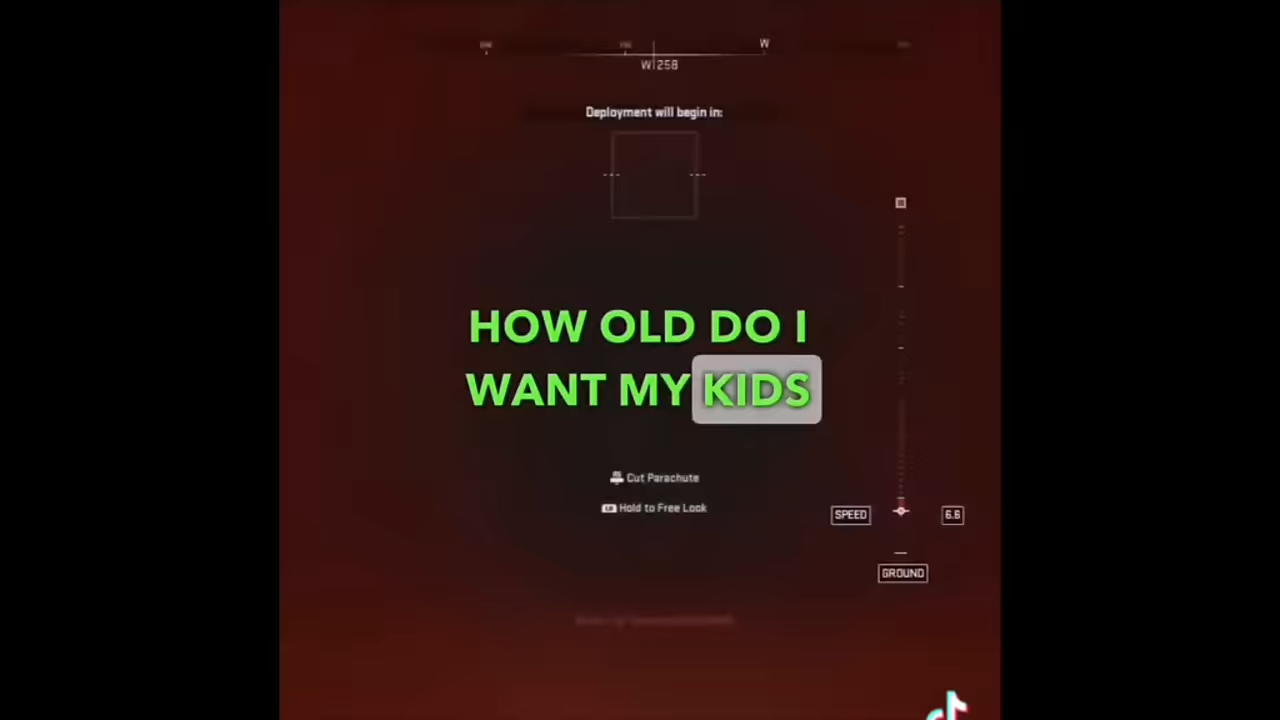 W
W 258
Deployment will begin in:
HOW OLD DO I
WANT MY KIDS
Cut Parachute
Hold to Free Look
SPEED
6.6
GROUND